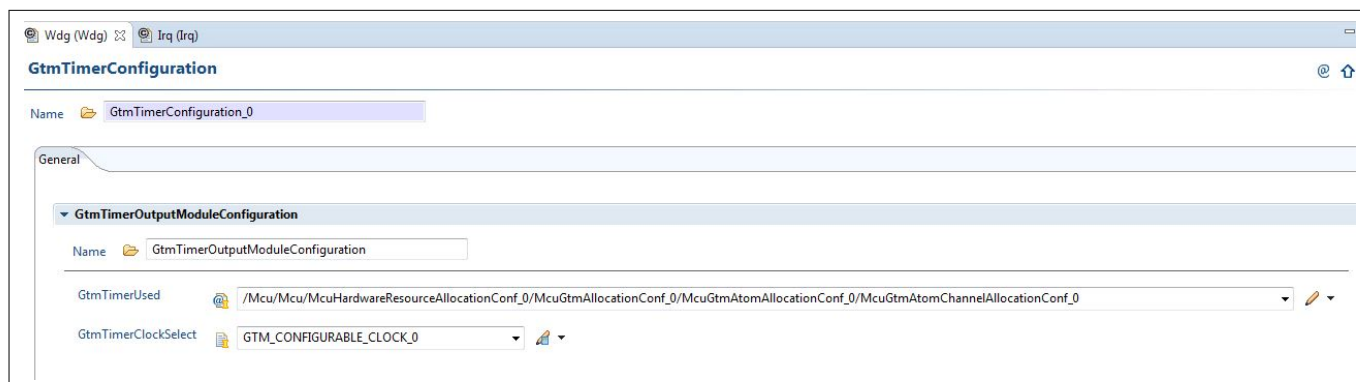 Wdg (Wdg) Irq (Irq)
GtmTimerConfiguration
Name GtmTimerConfiguration_0
General
GtmTimerOutputModuleConfiguration
Name GtmTimerOutputModuleConfiguration
GtmTimerUsed /Mcu/Mcu/McuHardwareResourceAllocationConf_0/McuGtmAllocationConf_0/McuGtmAtomAllocationConf_0/McuGtmAtomChannelAllocationConf_0
GtmTimerClockSelect GTM_CONFIGURABLE_CLOCK_0